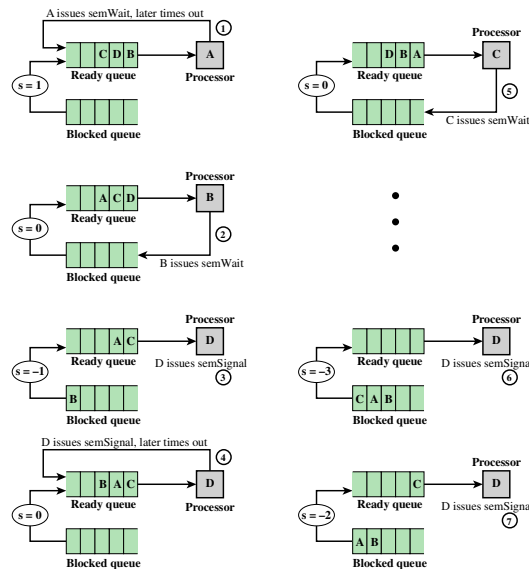 A issues semWait, later times out
1
C D B
A
Ready queue
Processor
s = 1
Blocked queue
Processor
D B A
C
Ready queue
s = 0
5
C issues semWait
Blocked queue
Processor
A C D
B
Ready queue
s = 0
2
B issues semWait
Blocked queue
Processor
A C
D
Ready queue
D issues semSignal
s = –1
3
B
Blocked queue
Processor
D
Ready queue
D issues semSignal
s = –3
6
C A B
Blocked queue
D issues semSignal, later times out
4
B A C
D
Ready queue
Processor
s = 0
Blocked queue
Processor
C
D
Ready queue
D issues semSignal
s = –2
7
A B
Blocked queue